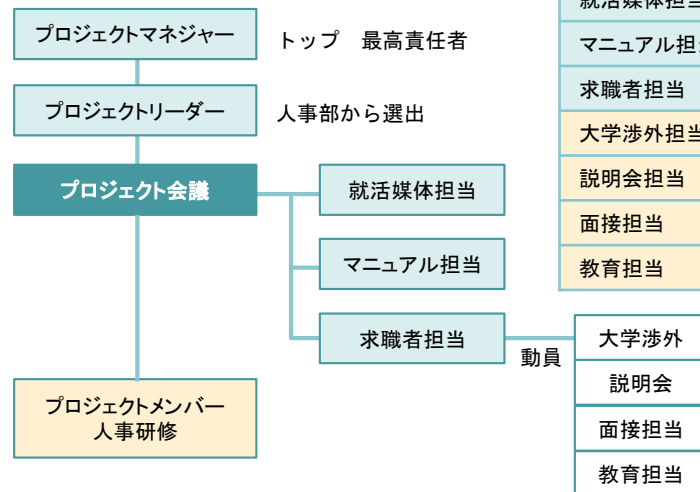 プロジェクトマネジャー
トップ　最高責任者
プロジェクトリーダー
人事部から選出
プロジェクト会議
就活媒体担当
マニュアル担当
求職者担当
動員
プロジェクトメンバー
人事研修
就活媒体担
マニュアル担
求職者担当
大学渉外担当
説明会担当
面接担当
教育担当
大学渉外
説明会
面接担当
教育担当